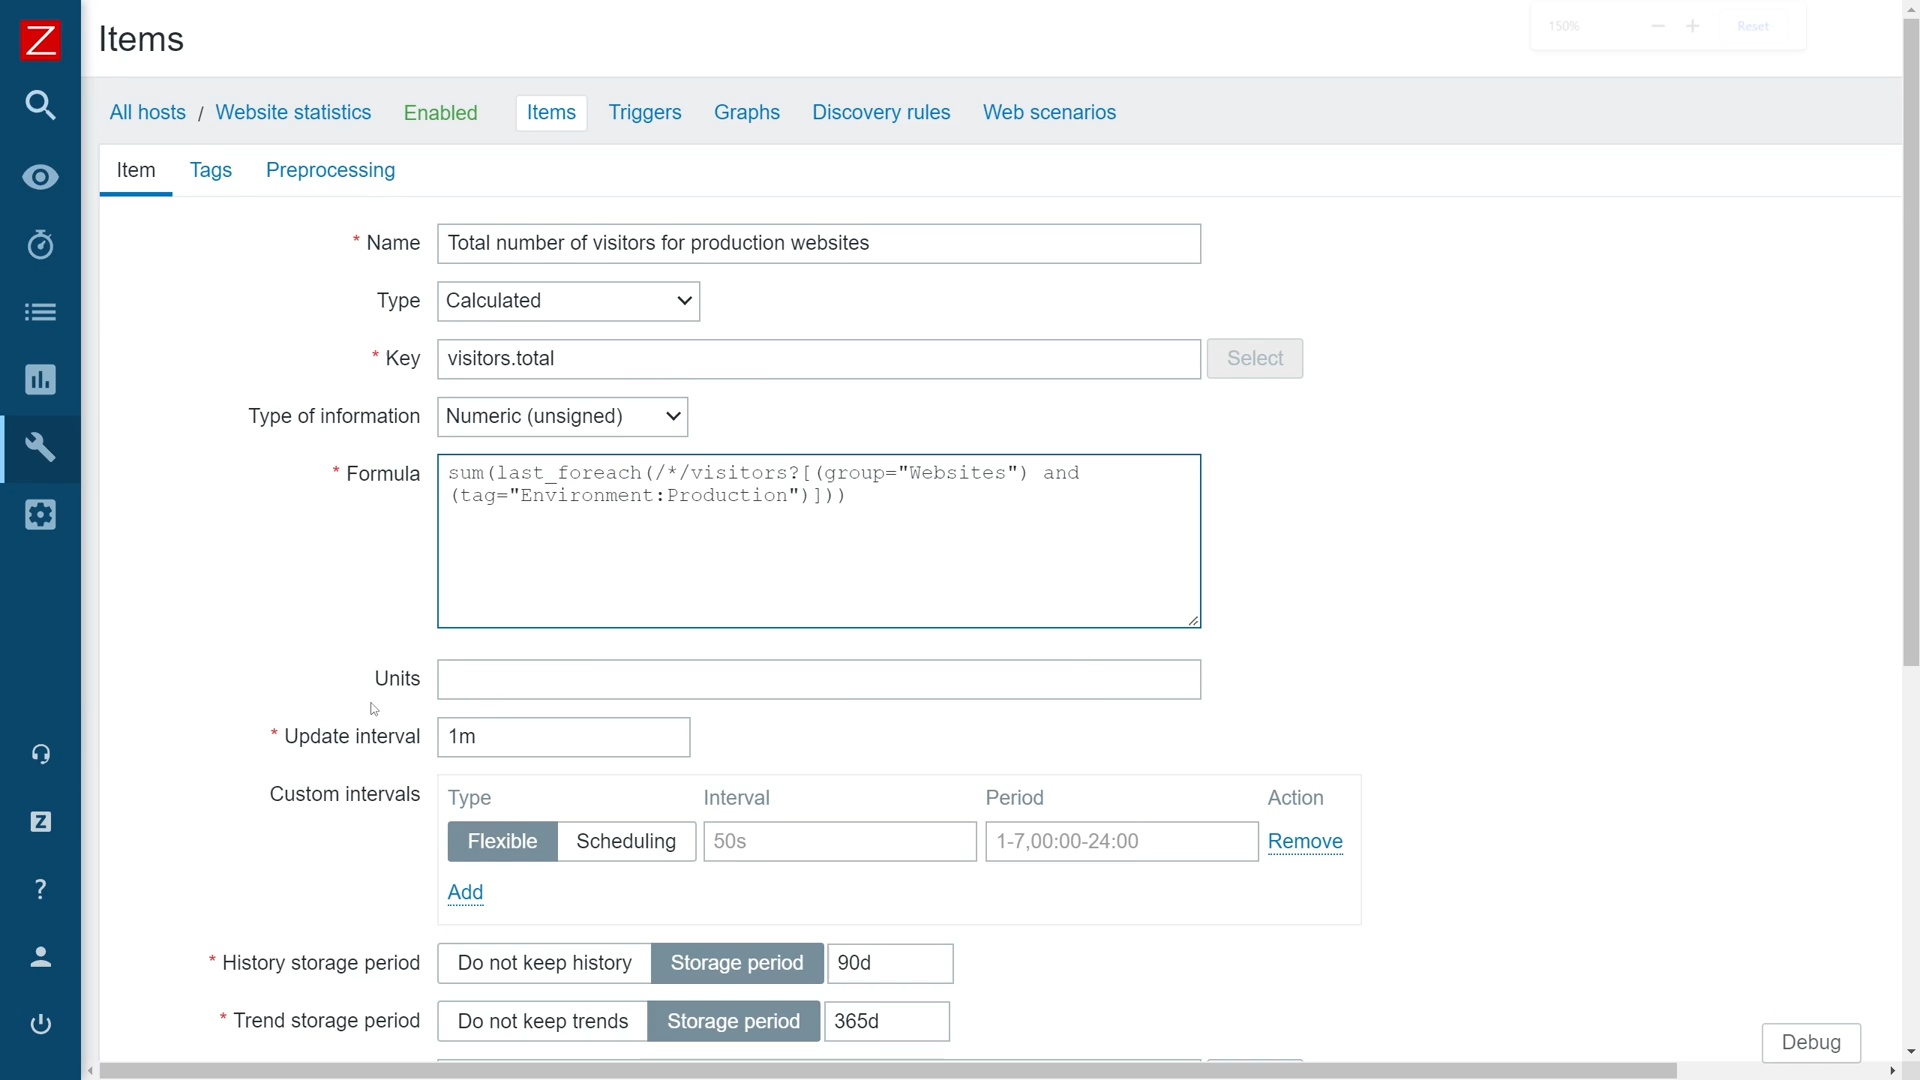 Z
Items
150% − + Reset
All hosts / Website statistics Enabled Items Triggers Graphs Discovery rules Web scenarios
Item Tags Preprocessing
* Name Total number of visitors for production websites
Type Calculated
* Key visitors.total Select
Type of information Numeric (unsigned)
* Formula sum(last_foreach(/*/visitors?[(group="Websites") and
(tag="Environment:Production")]))
Units
* Update interval 1m
Custom intervals Type Interval Period Action
Flexible Scheduling 50s 1-7,00:00-24:00 Remove
Add
Z
?
* History storage period Do not keep history Storage period 90d
* Trend storage period Do not keep trends Storage period 365d
Debug